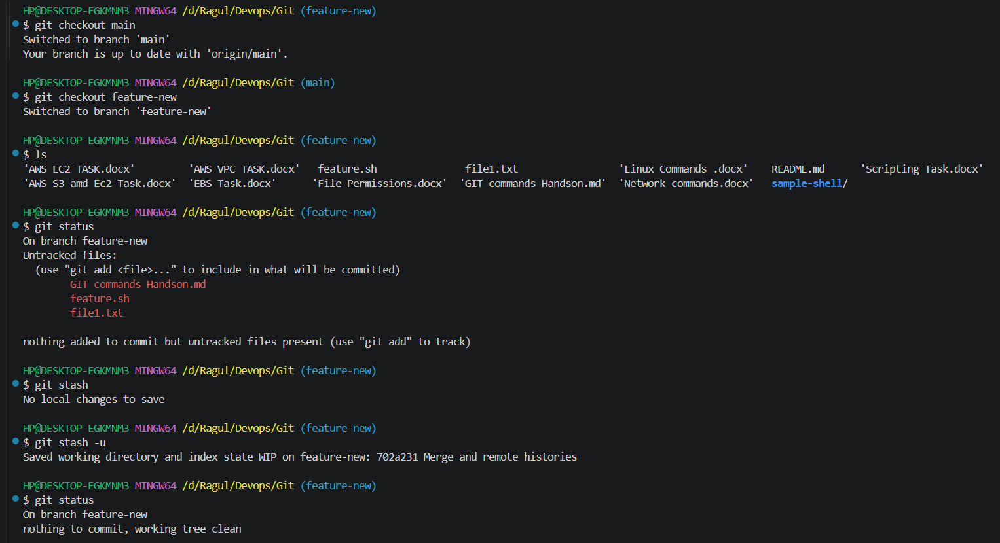 HP@DESKTOP-EGKMNM3 MINGW64 /d/Ragul/Devops/Git (feature-new)
$ git checkout main
Switched to branch 'main'
Your branch is up to date with 'origin/main'.
HP@DESKTOP-EGKMNM3 MINGW64 /d/Ragul/Devops/Git (main)
$ git checkout feature-new
Switched to branch 'feature-new'
HP@DESKTOP-EGKMNM3 MINGW64 /d/Ragul/Devops/Git (feature-new)
$ ls
'AWS EC2 TASK.docx' 'AWS VPC TASK.docx' feature.sh file1.txt 'Linux Commands_.docx' README.md 'Scripting Task.docx'
'AWS S3 amd Ec2 Task.docx' 'EBS Task.docx' 'File Permissions.docx' 'GIT commands Handson.md' 'Network commands.docx' sample-shell/
HP@DESKTOP-EGKMNM3 MINGW64 /d/Ragul/Devops/Git (feature-new)
$ git status
On branch feature-new
Untracked files:
(use "git add <file>..." to include in what will be committed)
GIT commands Handson.md
feature.sh
file1.txt
nothing added to commit but untracked files present (use "git add" to track)
HP@DESKTOP-EGKMNM3 MINGW64 /d/Ragul/Devops/Git (feature-new)
$ git stash
No local changes to save
HP@DESKTOP-EGKMNM3 MINGW64 /d/Ragul/Devops/Git (feature-new)
$ git stash -u
Saved working directory and index state WIP on feature-new: 702a231 Merge and remote histories
HP@DESKTOP-EGKMNM3 MINGW64 /d/Ragul/Devops/Git (feature-new)
$ git status
On branch feature-new
nothing to commit, working tree clean